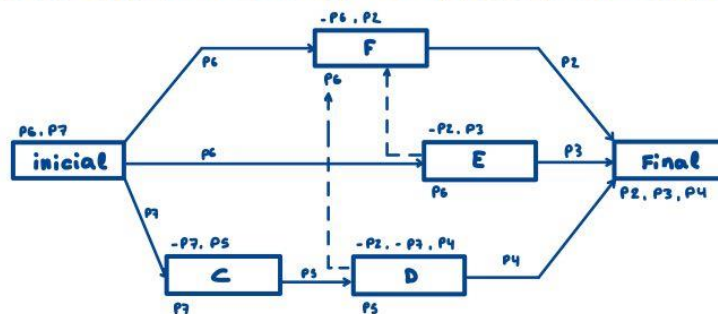 -P6, P2
F
P6
P6
P2
P6, P7
inicial
P6
-P2, P3
E
P6
P3
Final
P2, P3, P4
P7
-P7, P5
C
P7
P5
-P2, -P7, P4
D
P5
P4